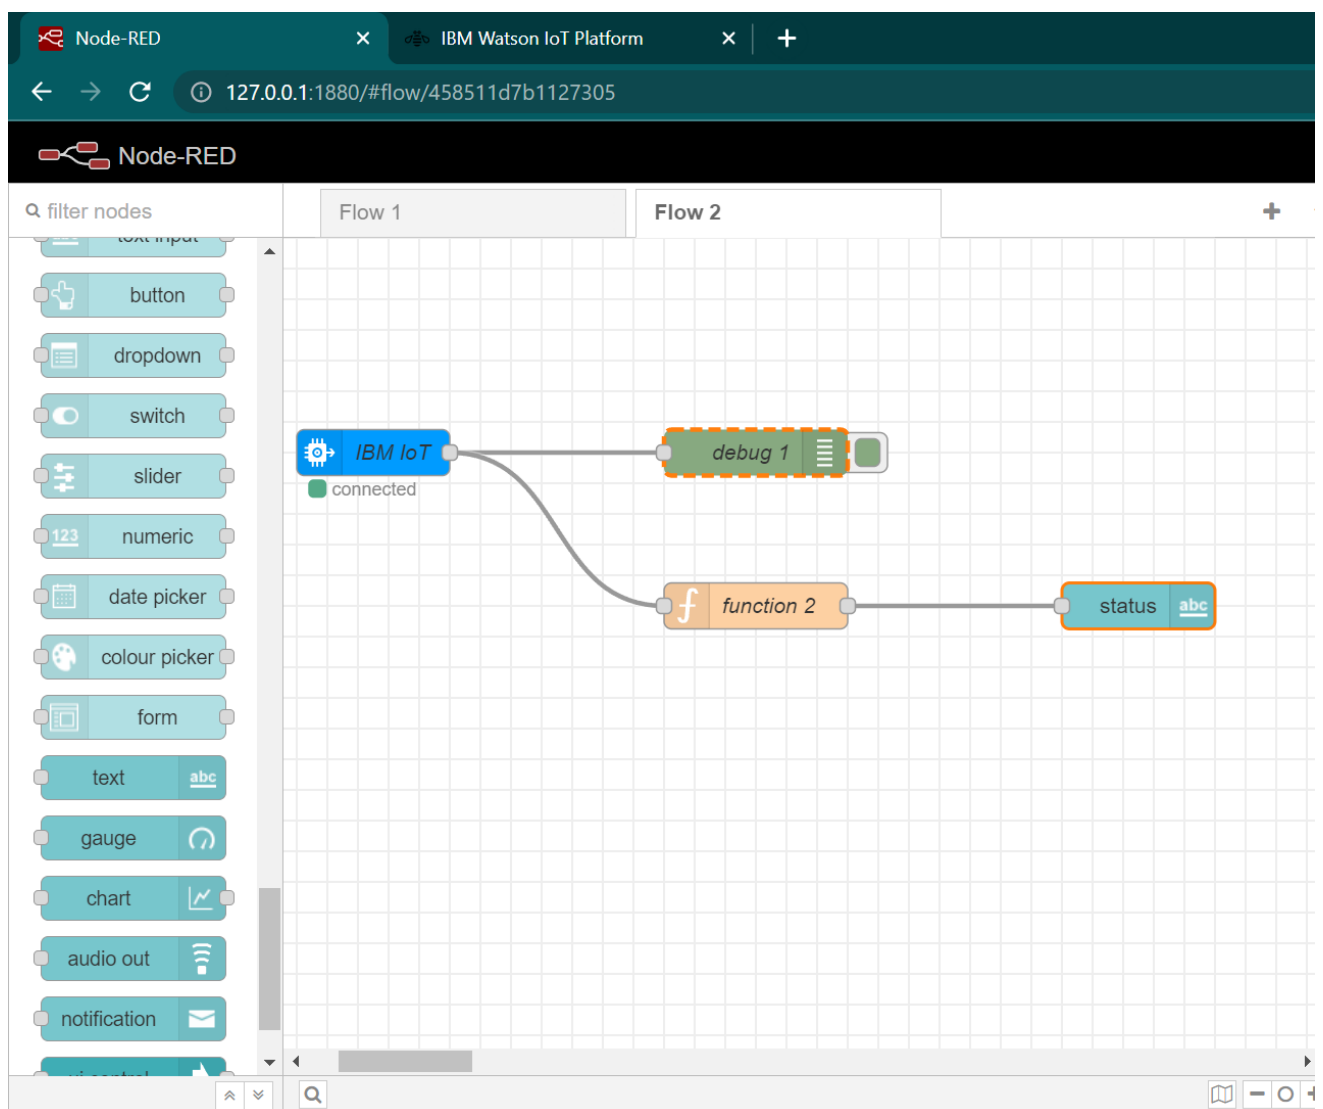 Node-RED
IBM Watson IoT Platform
127.0.0.1:1880/#flow/458511d7b1127305
Node-RED
filter nodes
Flow 1
Flow 2
text input
button
dropdown
switch
slider
123 numeric
date picker
colour picker
form
text abc
gauge
chart
audio out
notification
IBM IoT
connected
debug 1
function 2
status abc